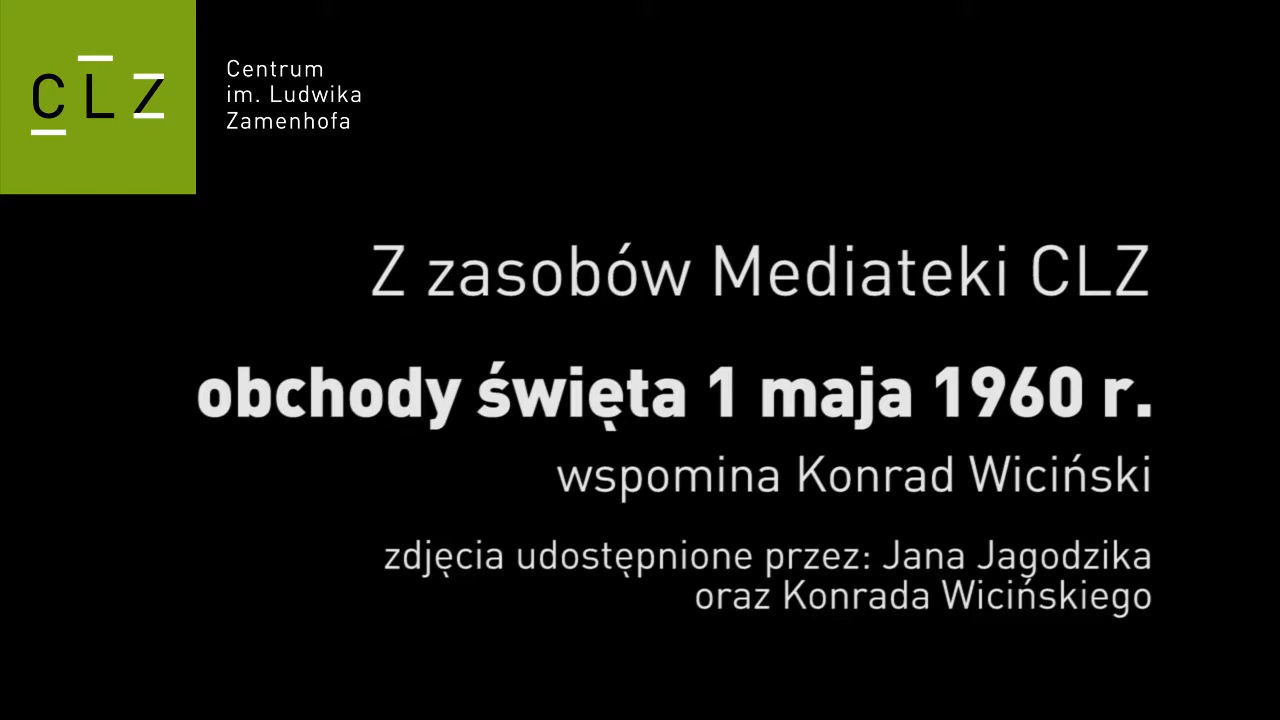 CLZ
Centrum
im. Ludwika
Zamenhofa
Z zasobów Mediateki CLZ
obchody święta 1 maja 1960 r.
wspomina Konrad Wiciński
zdjęcia udostępnione przez: Jana Jagodzika
oraz Konrada Wicińskiego